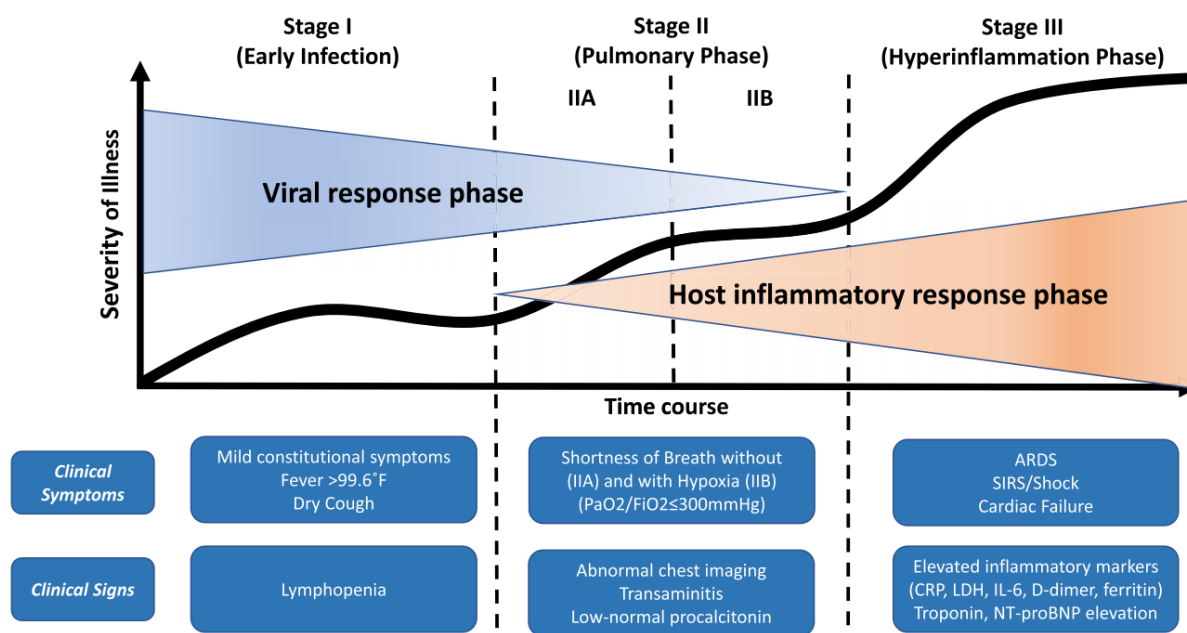 Stage I
(Early Infection)
Stage II
(Pulmonary Phase)
Stage III
(Hyperinflammation Phase)
IIA
IIB
Severity of Illness
Viral response phase
Host inflammatory response phase
Time course
Clinical
Symptoms
Mild constitutional symptoms
Fever >99.6°F
Dry Cough
Shortness of Breath without
(IIA) and with Hypoxia (IIB)
(PaO2/FiO2≤300mmHg)
ARDS
SIRS/Shock
Cardiac Failure
Clinical Signs
Lymphopenia
Abnormal chest imaging
Transaminitis
Low-normal procalcitonin
Elevated inflammatory markers
(CRP, LDH, IL-6, D-dimer, ferritin)
Troponin, NT-proBNP elevation